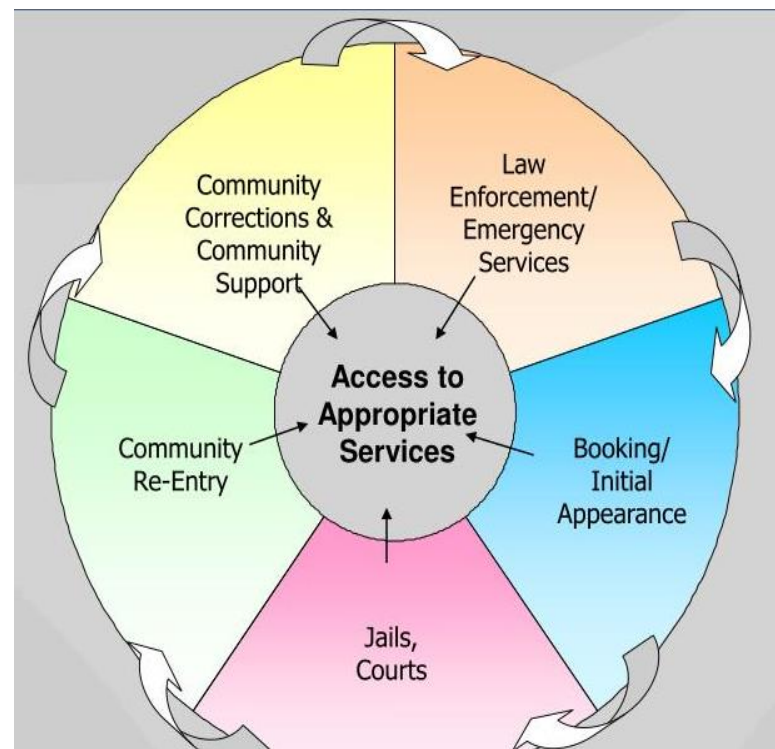 Community
Corrections &
Community
Support
Law
Enforcement/
Emergency
Services
Access to
Appropriate
Services
Community
Re-Entry
Booking/
Initial
Appearance
Jails,
Courts